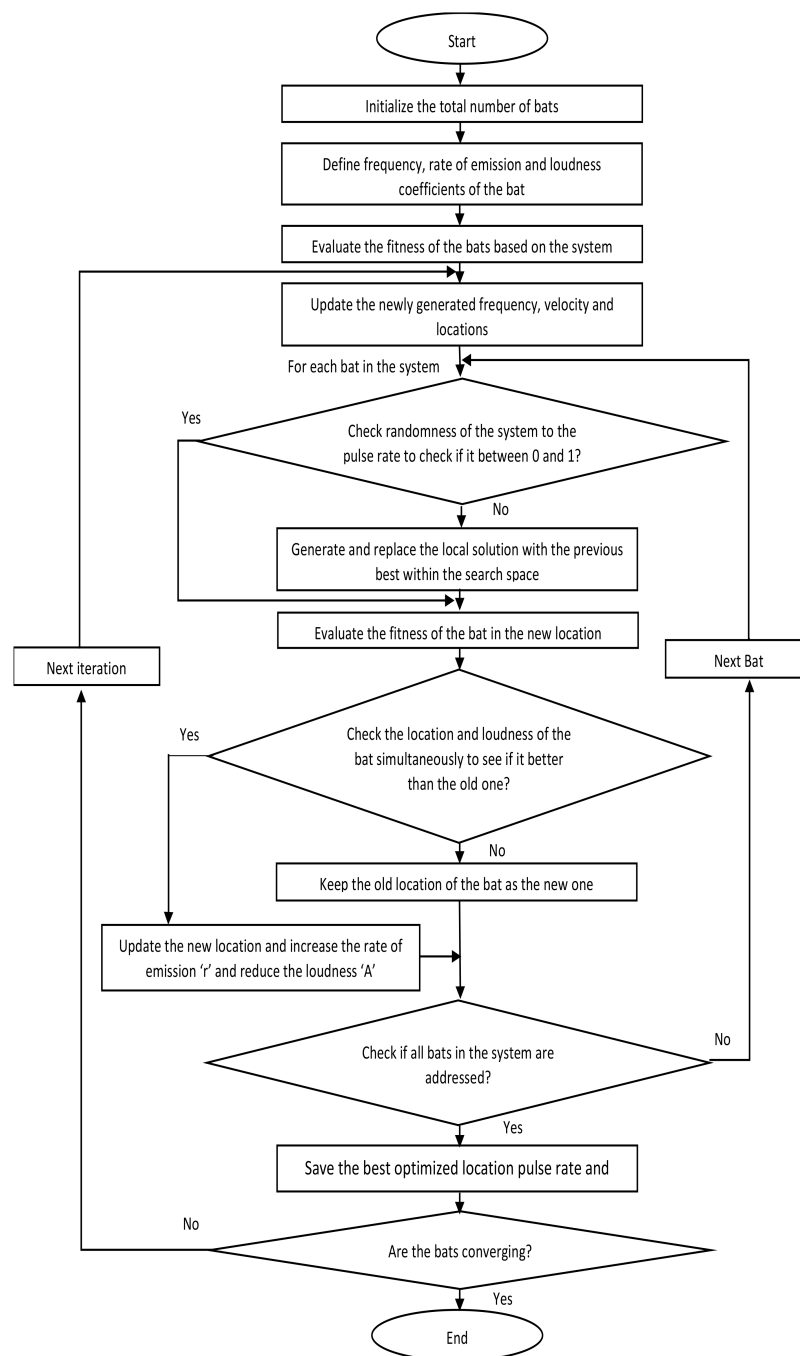 Start
Initialize the total number of bats
Define frequency, rate of emission and loudness
coefficients of the bat
Evaluate the fitness of the bats based on the system
Update the newly generated frequency, velocity and
locations
For each bat in the system
Yes
Check randomness of the system to the
pulse rate to check if it between 0 and 1?
No
Generate and replace the local solution with the previous
best within the search space
Evaluate the fitness of the bat in the new location
Next iteration
Next Bat
Yes
Check the location and loudness of the
bat simultaneously to see if it better
than the old one?
No
Keep the old location of the bat as the new one
Update the new location and increase the rate of
emission ‘r’ and reduce the loudness ‘A’
Check if all bats in the system are
addressed?
No
Yes
Save the best optimized location pulse rate and
No
Are the bats converging?
Yes
End